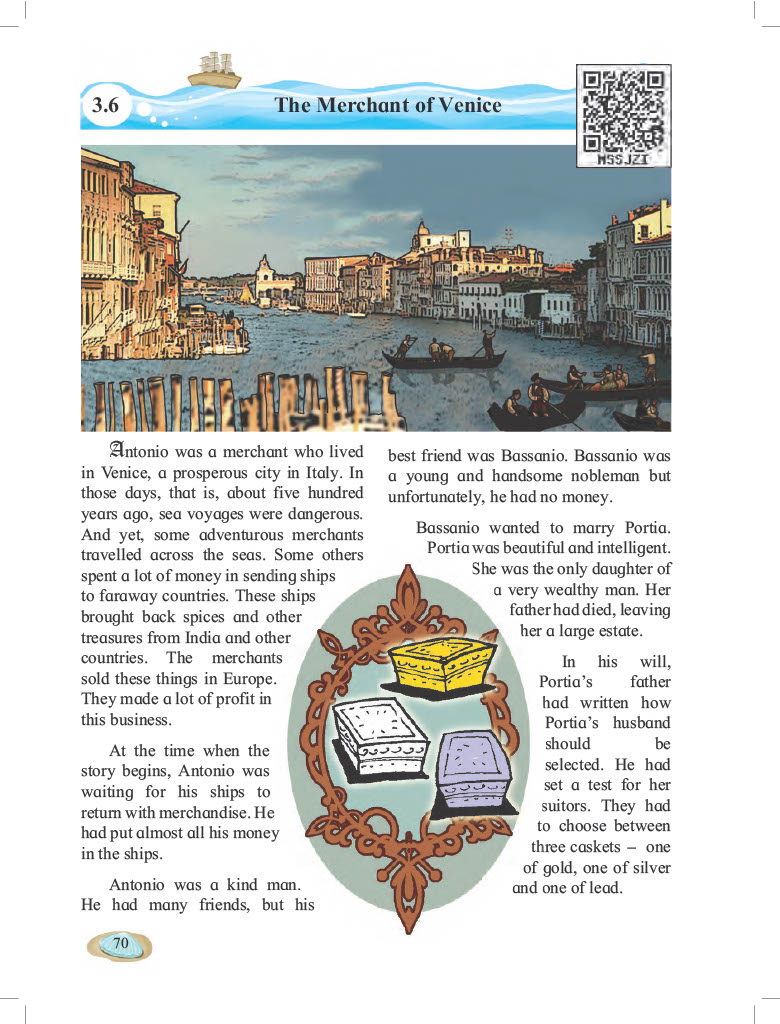 3.6
The Merchant of Venice
MSSJZI
Antonio was a merchant who lived
in Venice, a prosperous city in Italy. In
those days, that is, about five hundred
years ago, sea voyages were dangerous.
And yet, some adventurous merchants
travelled across the seas. Some others
spent a lot of money in sending ships
to faraway countries. These ships
brought back spices and other
treasures from India and other
countries. The merchants
sold these things in Europe.
They made a lot of profit in
this business.
At the time when the
story begins, Antonio was
waiting for his ships to
return with merchandise. He
had put almost all his money
in the ships.
Antonio was a kind man.
He had many friends, but his
best friend was Bassanio. Bassanio was
a young and handsome nobleman but
unfortunately, he had no money.
Bassanio wanted to marry Portia.
Portia was beautiful and intelligent.
She was the only daughter of
a very wealthy man. Her
father had died, leaving
her a large estate.
In his will,
Portia's father
had written how
Portia's husband
should be
selected. He had
set a test for her
suitors. They had
to choose between
three caskets – one
of gold, one of silver
and one of lead.
70